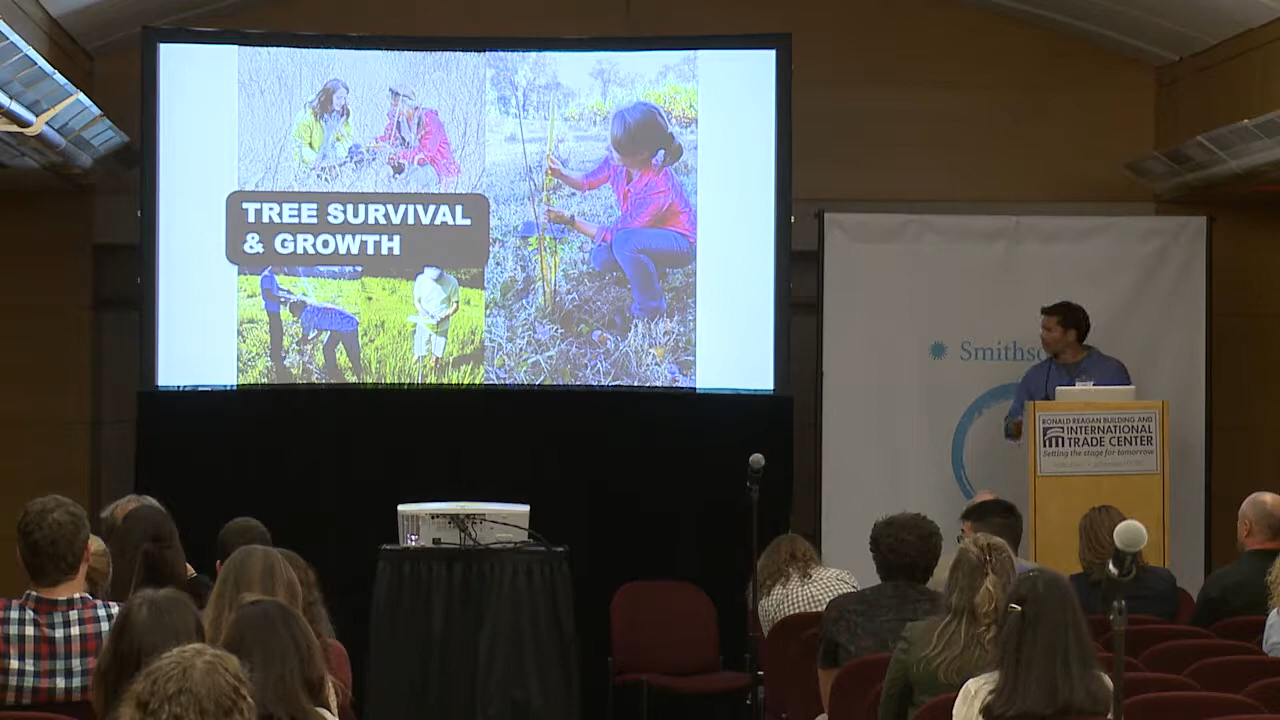 TREE SURVIVAL
& GROWTH
Smithso
RONALD REAGAN BUILDING AND
INTERNATIONAL
TRADE CENTER
Setting the stage for tomorrow